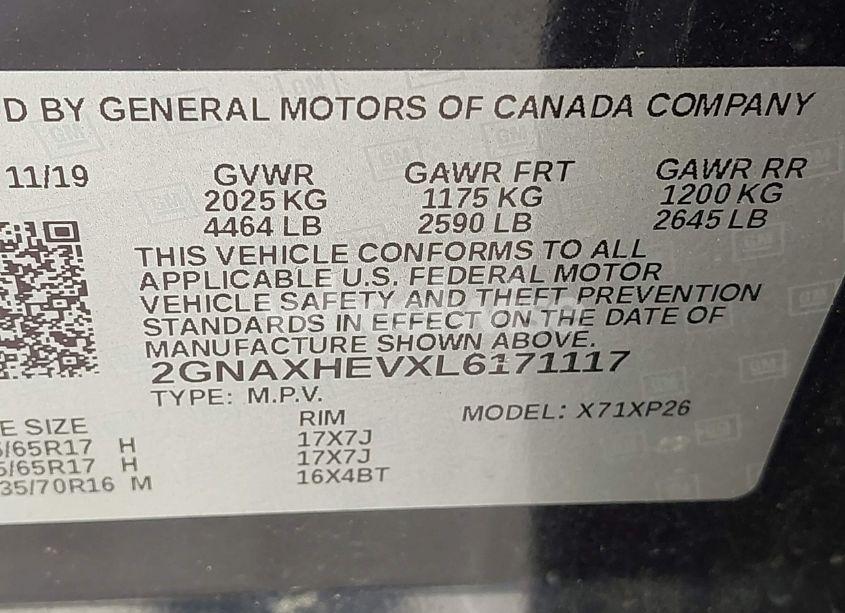 D BY GENERAL MOTORS OF CANADA COMPANY
11/19 GVWR GAWR FRT GAWR RR
2025 KG 1175 KG 1200 KG
4464 LB 2590 LB 2645 LB
THIS VEHICLE CONFORMS TO ALL
APPLICABLE U.S. FEDERAL MOTOR
VEHICLE SAFETY AND THEFT PREVENTION
STANDARDS IN EFFECT ON THE DATE OF
MANUFACTURE SHOWN ABOVE.
2GNAXHEVXL6171117
TYPE: M.P.V. MODEL: X71XP26
E SIZE RIM
/65R17 H 17X7J
5/65R17 H 17X7J
35/70R16 M 16X4BT